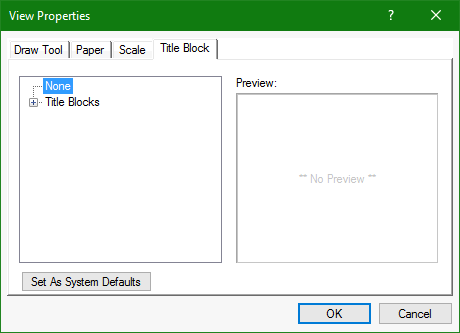 View Properties
?
Draw Tool Paper Scale Title Block
None
Title Blocks
Preview:
** No Preview **
Set As System Defaults
OK Cancel